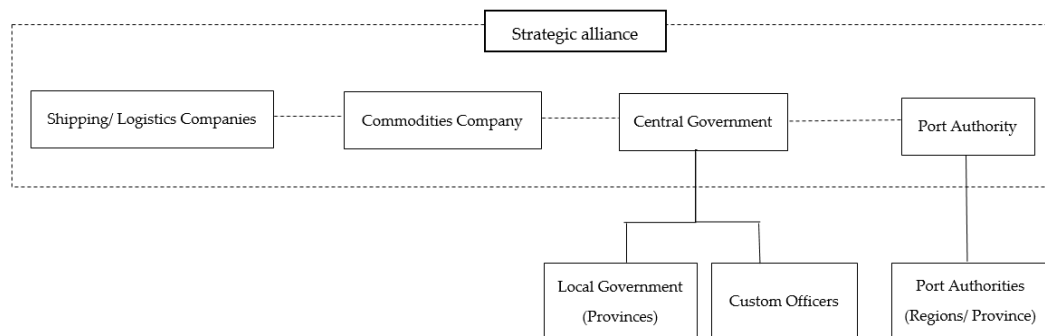 Strategic alliance
Shipping/ Logistics Companies
Commodities Company
Central Government
Port Authority
Local Government
(Provinces)
Custom Officers
Port Authorities
(Regions/ Province)